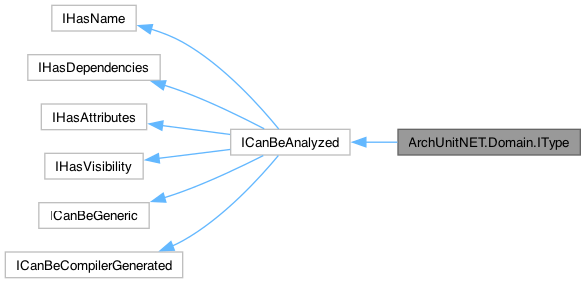 IHasName
IHasDependencies
IHasAttributes
ICanBeAnalyzed
ArchUnitNET.Domain.IType
IHasVisibility
ICanBeGeneric
ICanBeCompilerGenerated